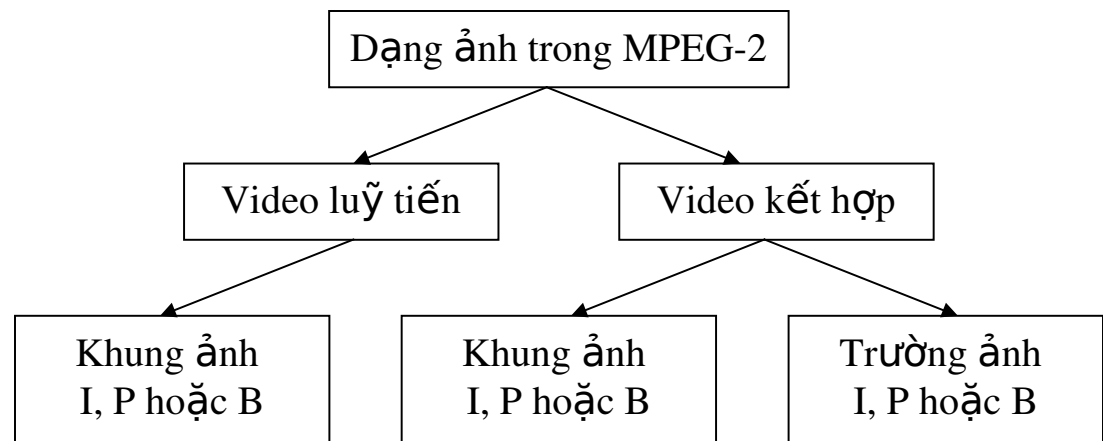 Dạng ảnh trong MPEG-2
Video luỹ tiến
Video kết hợp
Khung ảnh
I, P hoặc B
Khung ảnh
I, P hoặc B
Trường ảnh
I, P hoặc B